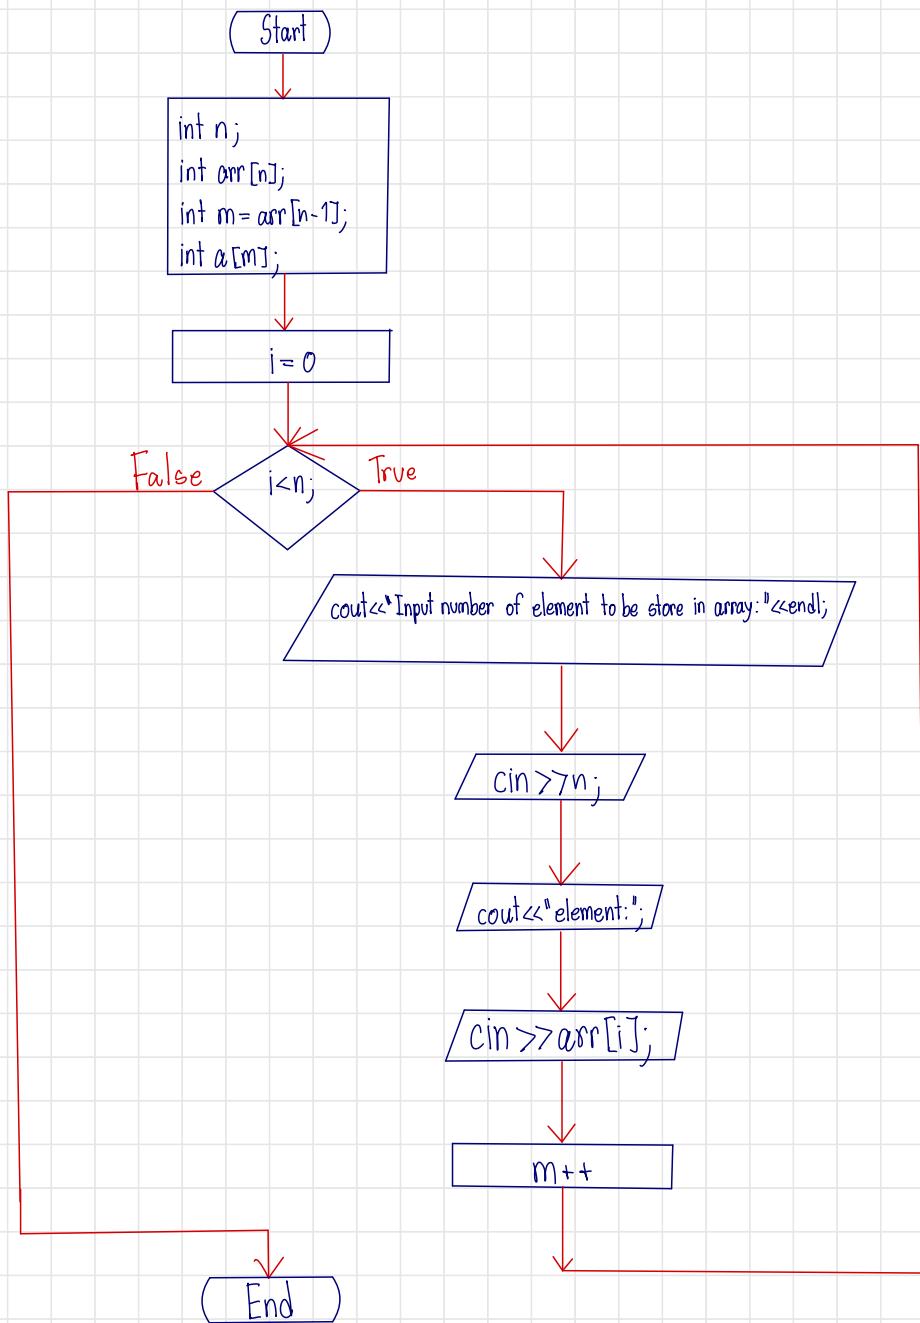 Start
int n;
int arr[n];
int m=arr[n-1];
int a[m];
i=0
False
i<n;
True
cout<<"Input number of element to be store in array:"<<endl;
cin>>n;
cout<<"element:";
cin>>arr[i];
m++
End